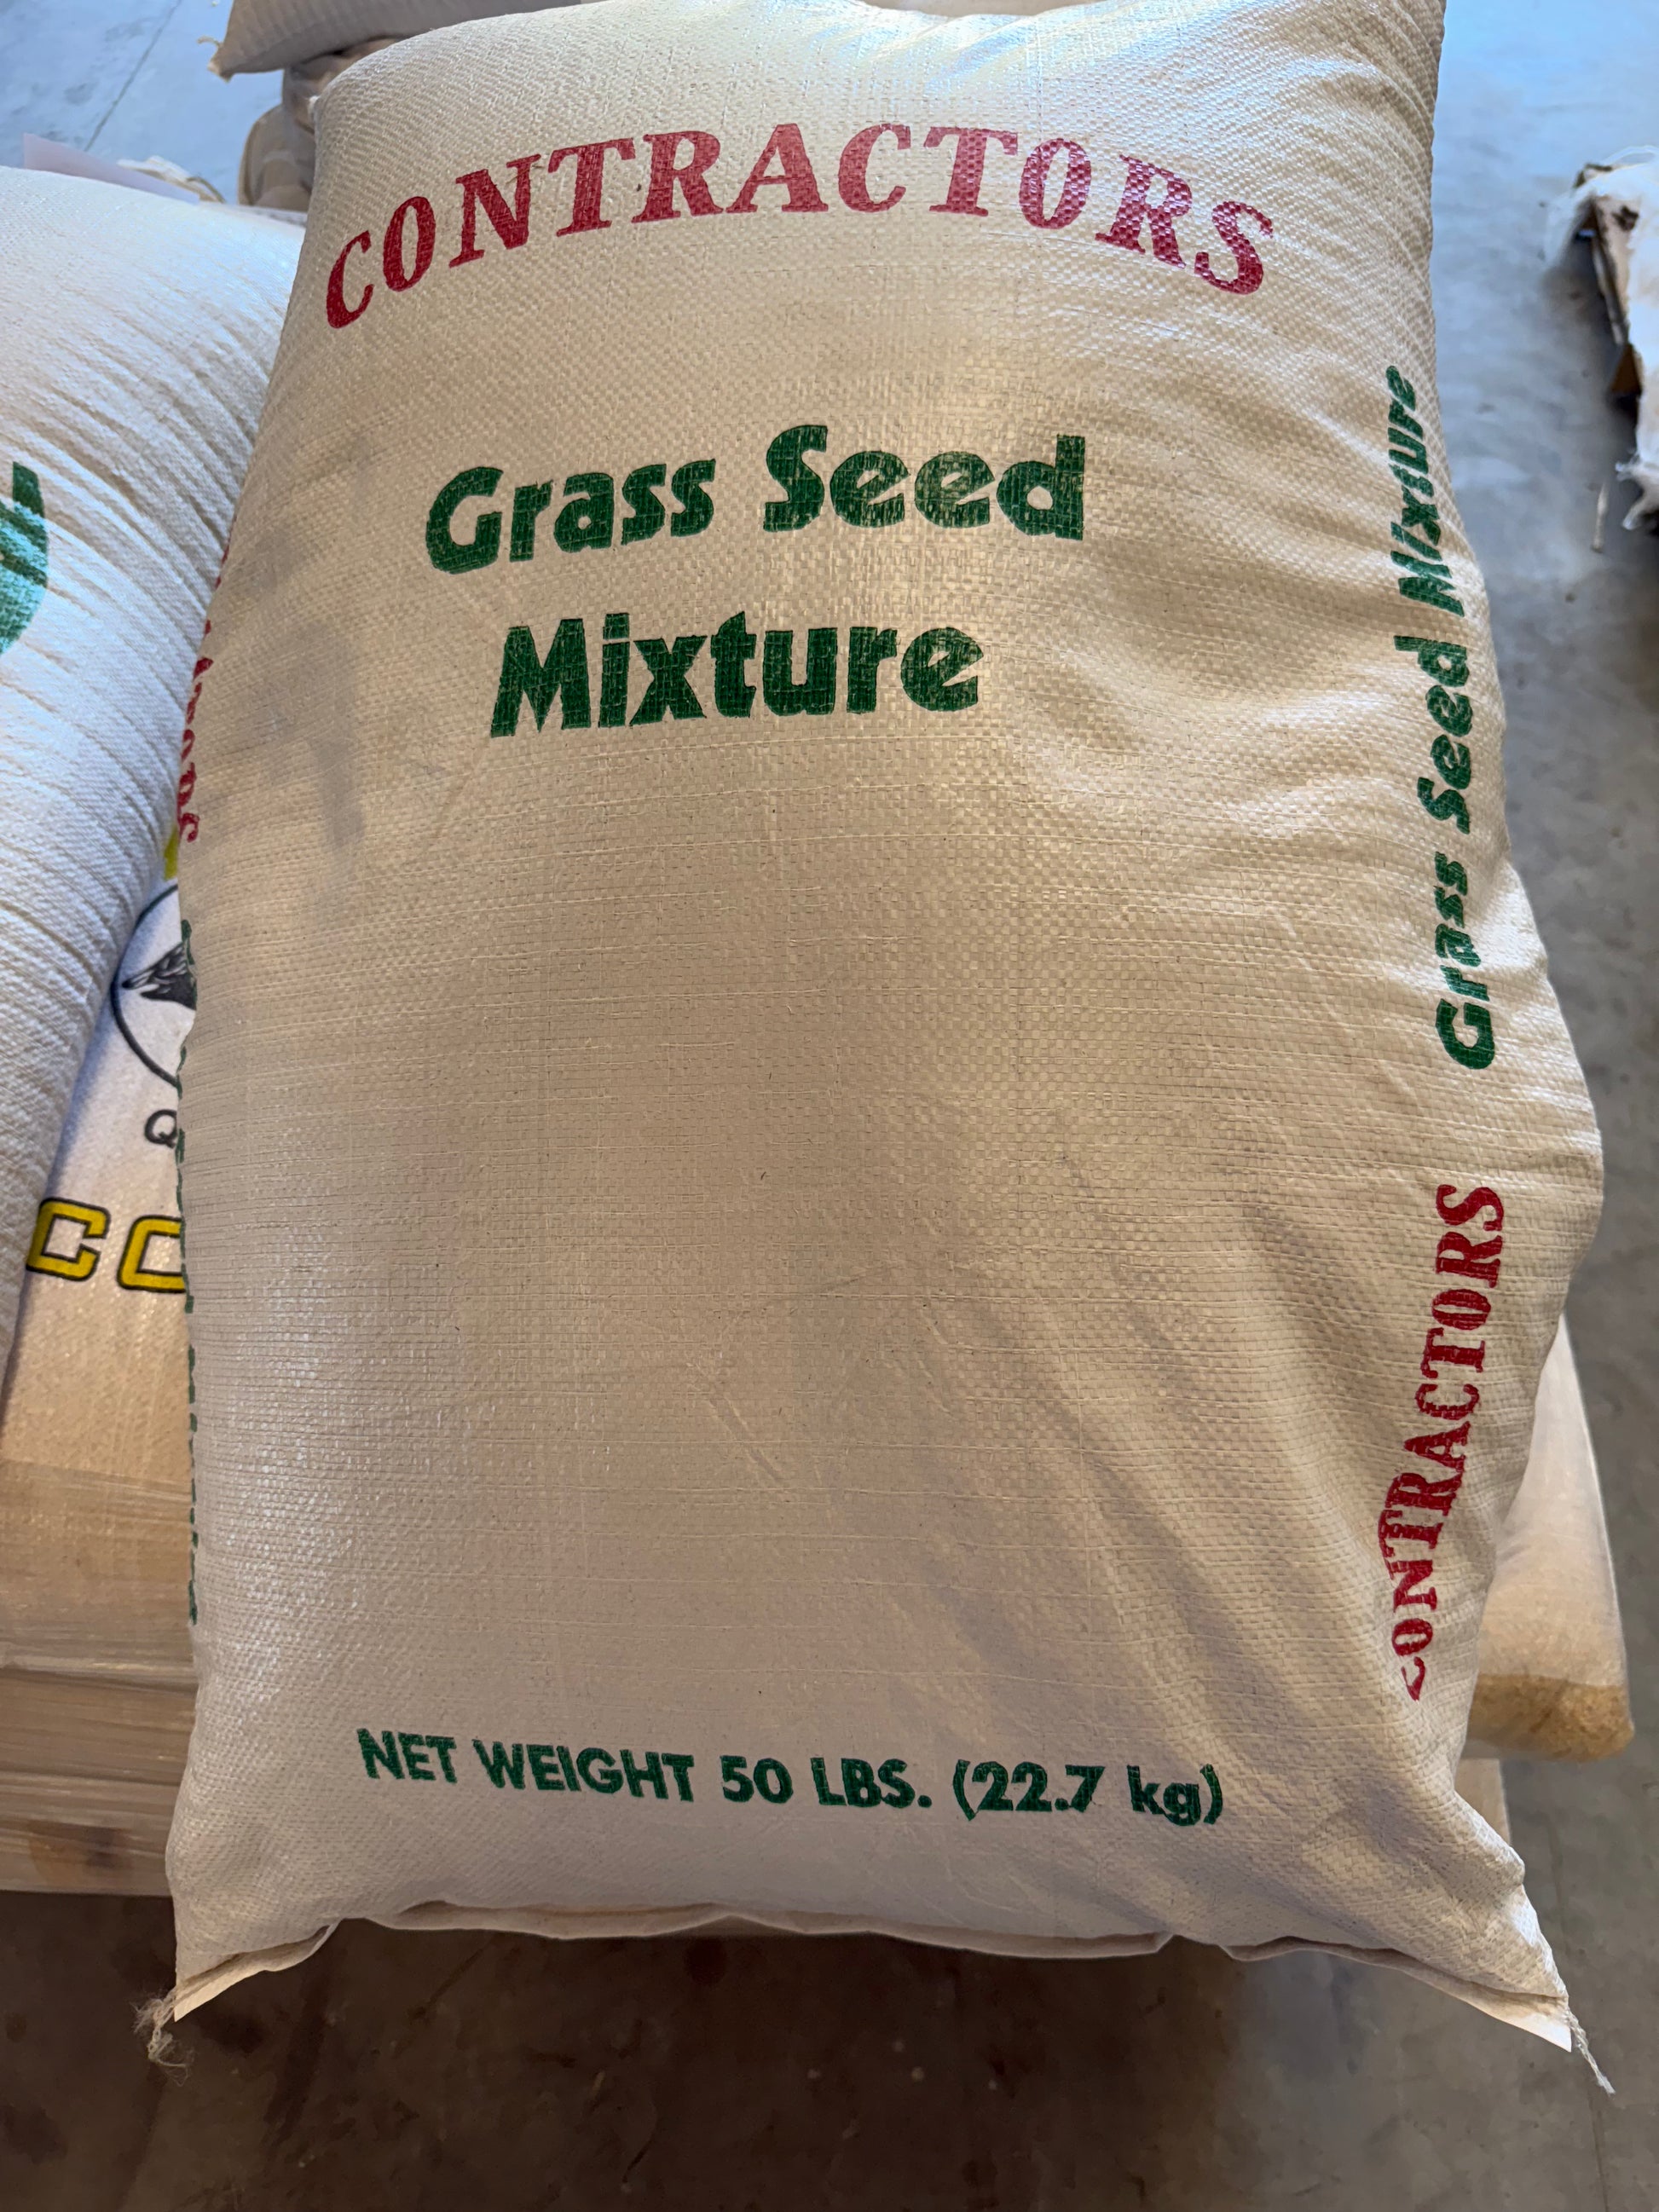 CONTRACTORS
Grass Seed
Mixture
NET WEIGHT 50 LBS. (22.7 kg)
CONTRACTORS Grass Seed Mixture